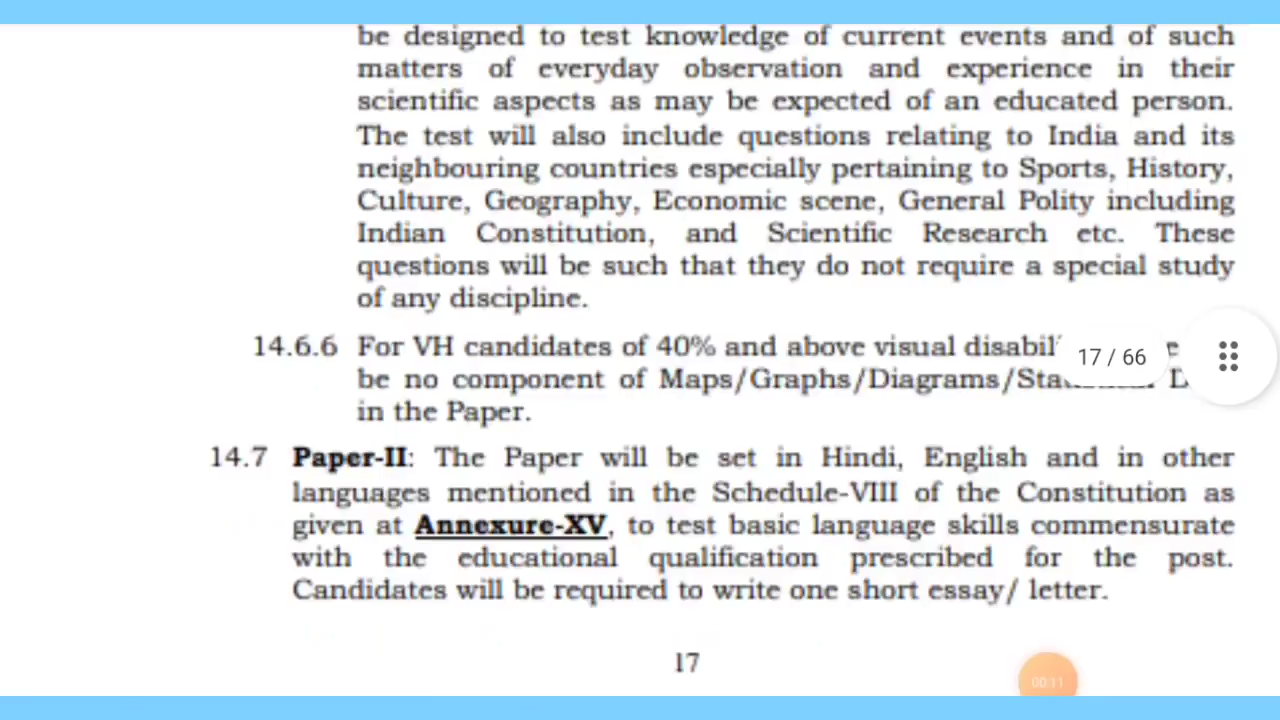 be designed to test knowledge of current events and of such
matters of everyday observation and experience in their
scientific aspects as may be expected of an educated person.
The test will also include questions relating to India and its
neighbouring countries especially pertaining to Sports, History,
Culture, Geography, Economic scene, General Polity including
Indian Constitution, and Scientific Research etc. These
questions will be such that they do not require a special study
of any discipline.
14.6.6 For VH candidates of 40% and above visual
17 / 66
be no component of Maps/Graphs/Diagrams/
in the Paper.
14.7 Paper-II: The Paper will be set in Hindi, English and in other
languages mentioned in the Schedule-VIII of the Constitution as
given at Annexure-XV, to test basic language skills commensurate
with the educational qualification prescribed for the post.
Candidates will be required to write one short essay/ letter.
17
00:11